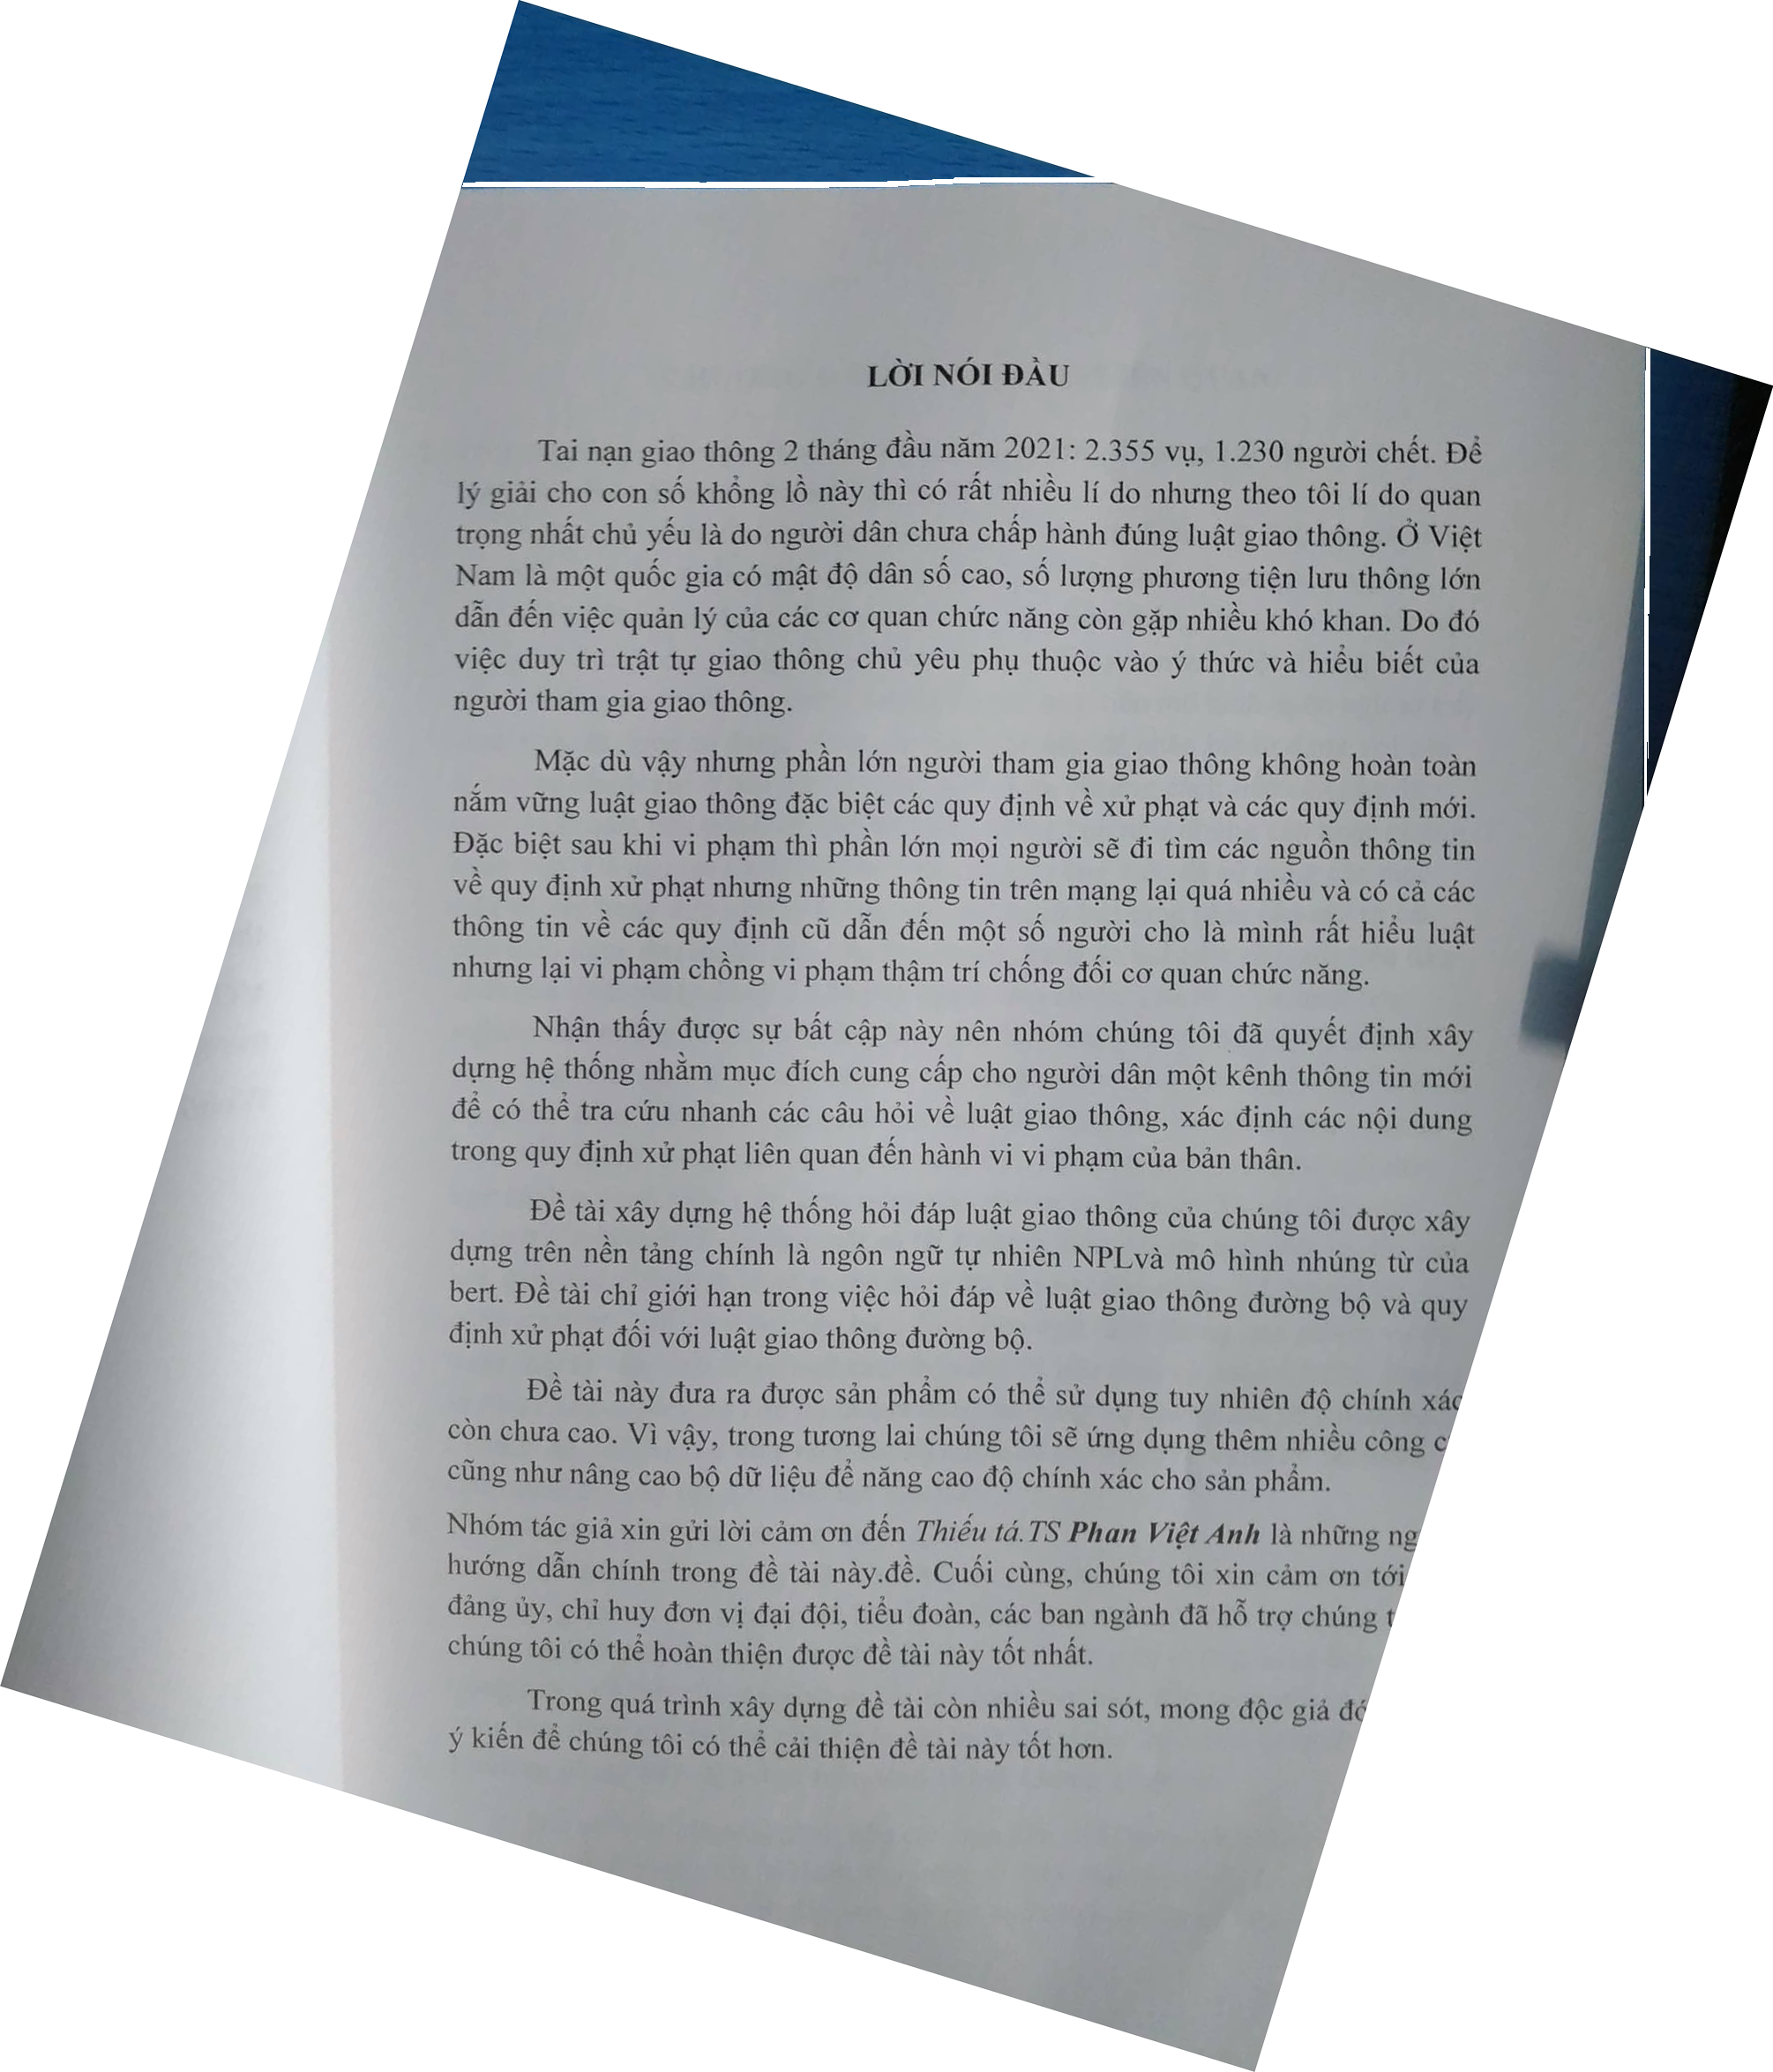 LỜI NÓI ĐẦU
Tai nạn giao thông 2 tháng đầu năm 2021: 2.355 vụ, 1.230 người chết. Để
lý giải cho con số khổng lồ này thì có rất nhiều lí do nhưng theo tôi lí do quan
trọng nhất chủ yếu là do người dân chưa chấp hành đúng luật giao thông. Ở Việt
Nam là một quốc gia có mật độ dân số cao, số lượng phương tiện lưu thông lớn
dẫn đến việc quản lý của các cơ quan chức năng còn gặp nhiều khó khan. Do đó
việc duy trì trật tự giao thông chủ yêu phụ thuộc vào ý thức và hiểu biết của
người tham gia giao thông.
Mặc dù vậy nhưng phần lớn người tham gia giao thông không hoàn toàn
nắm vững luật giao thông đặc biệt các quy định về xử phạt và các quy định mới.
Đặc biệt sau khi vi phạm thì phần lớn mọi người sẽ đi tìm các nguồn thông tin
về quy định xử phạt nhưng những thông tin trên mạng lại quá nhiều và có cả các
thông tin về các quy định cũ dẫn đến một số người cho là mình rất hiểu luật
nhưng lại vi phạm chồng vi phạm thậm trí chống đối cơ quan chức năng.
Nhận thấy được sự bất cập này nên nhóm chúng tôi đã quyết định xây
dựng hệ thống nhằm mục đích cung cấp cho người dân một kênh thông tin mới
để có thể tra cứu nhanh các câu hỏi về luật giao thông, xác định các nội dung
trong quy định xử phạt liên quan đến hành vi vi phạm của bản thân.
Đề tài xây dựng hệ thống hỏi đáp luật giao thông của chúng tôi được xây
dựng trên nền tảng chính là ngôn ngữ tự nhiên NPLvà mô hình nhúng từ của
bert. Đề tài chỉ giới hạn trong việc hỏi đáp về luật giao thông đường bộ và quy
định xử phạt đối với luật giao thông đường bộ.
Đề tài này đưa ra được sản phẩm có thể sử dụng tuy nhiên độ chính xác
còn chưa cao. Vì vậy, trong tương lai chúng tôi sẽ ứng dụng thêm nhiều công
cũng như nâng cao bộ dữ liệu để năng cao độ chính xác cho sản phẩm.
Nhóm tác giả xin gửi lời cảm ơn đến Thiếu tá.TS Phan Việt Anh là những
hướng dẫn chính trong đề tài này.đề. Cuối cùng, chúng tôi xin cảm ơn tới
đảng ủy, chỉ huy đơn vị đại đội, tiểu đoàn, các ban ngành đã hỗ trợ chúng
chúng tôi có thể hoàn thiện được đề tài này tốt nhất.
Trong quá trình xây dựng đề tài còn nhiều sai sót, mong độc giả
ý kiến để chúng tôi có thể cải thiện đề tài này tốt hơn.